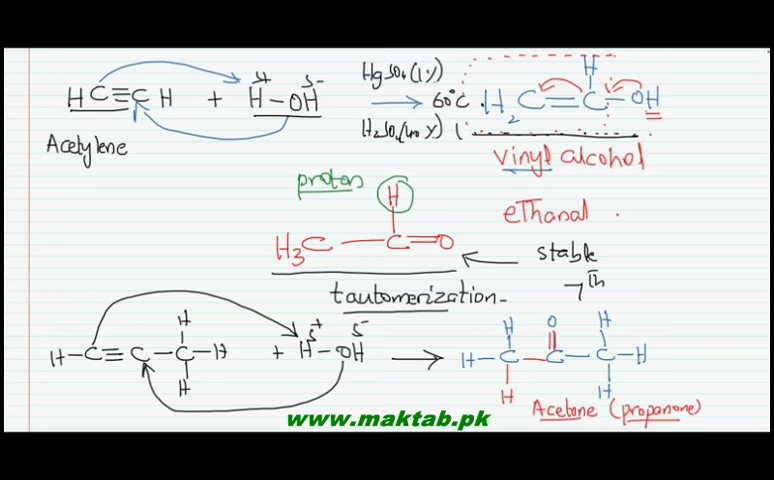 HgSO4 (1%)
HC≡CH + H–OH → 60°C H2C=C–OH
δ+ δ-
H
H2SO4 (40%)
Acetylene
vinyl alcohol
proton
H
ethanal
H3C–C=O
stable
tautomerization
7th
H H O H
δ+ δ-
H–C≡C–C–H + H–OH → H–C–C–C–H
H H H
Acetone (propanone)
www.maktab.pk